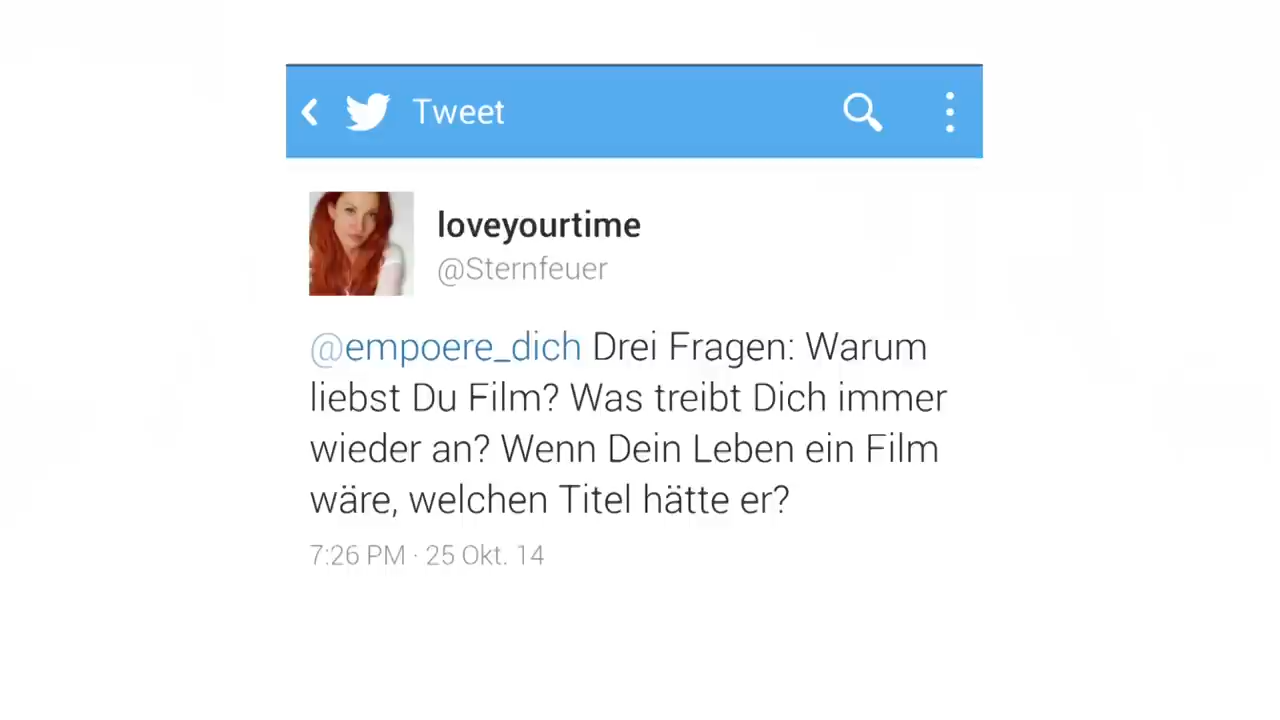 Tweet
loveyourtime
@Sternfeuer
@empoere_dich Drei Fragen: Warum
liebst Du Film? Was treibt Dich immer
wieder an? Wenn Dein Leben ein Film
wäre, welchen Titel hätte er?
7:26 PM · 25 Okt. 14